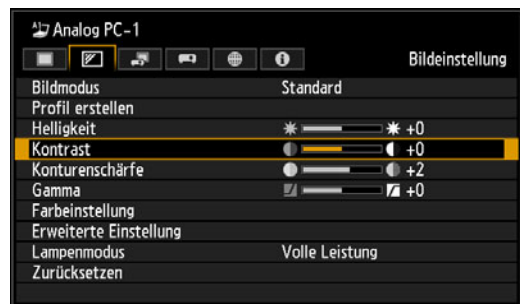 Analog PC-1
Bildeinstellung
Bildmodus Standard
Profil erstellen
Helligkeit +0
Kontrast +0
Konturenschärfe +2
Gamma +0
Farbeinstellung
Erweiterte Einstellung
Lampenmodus Volle Leistung
Zurücksetzen